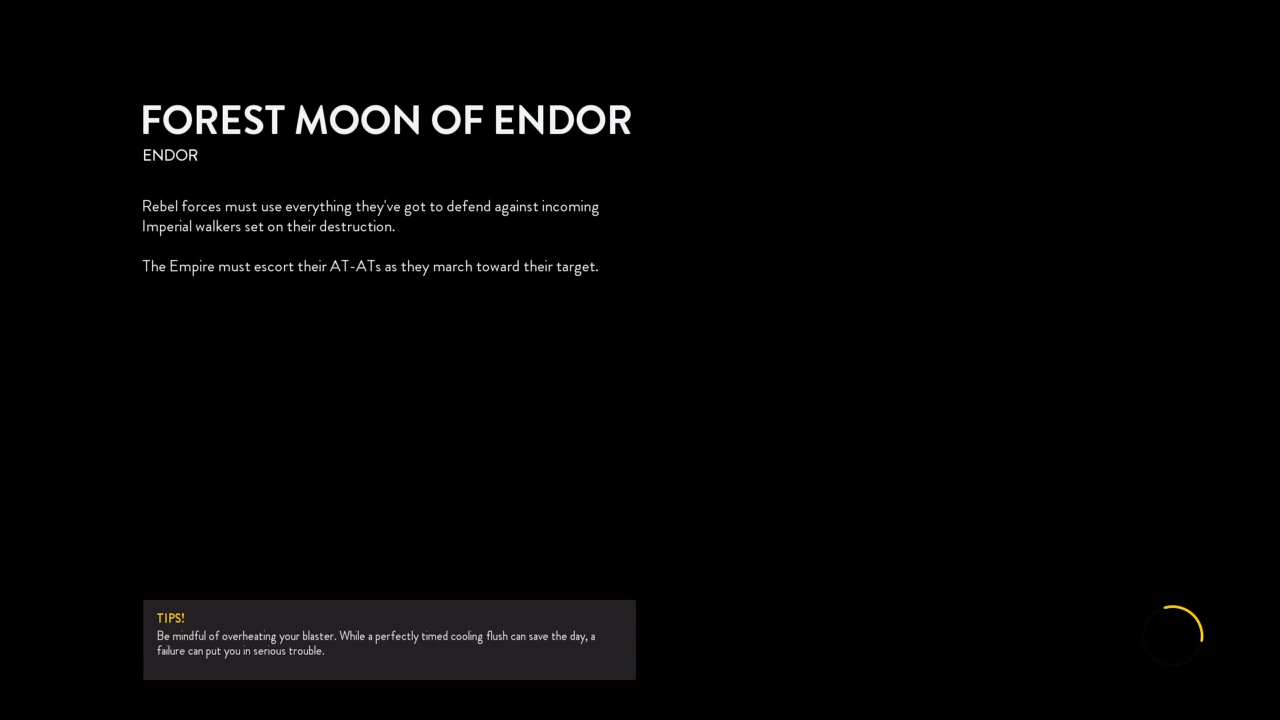 FOREST MOON OF ENDOR
ENDOR
Rebel forces must use everything they've got to defend against incoming
Imperial walkers set on their destruction.
The Empire must escort their AT-ATs as they march toward their target.
TIPS!
Be mindful of overheating your blaster. While a perfectly timed cooling flush can save the day, a
failure can put you in serious trouble.